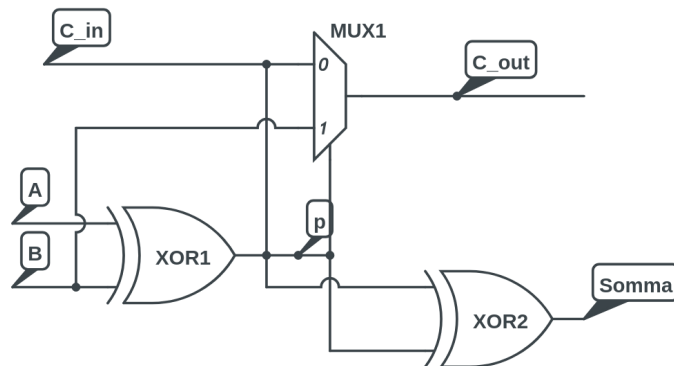 C_in
MUX1
0
C_out
1
A
p
B
XOR1
Somma
XOR2